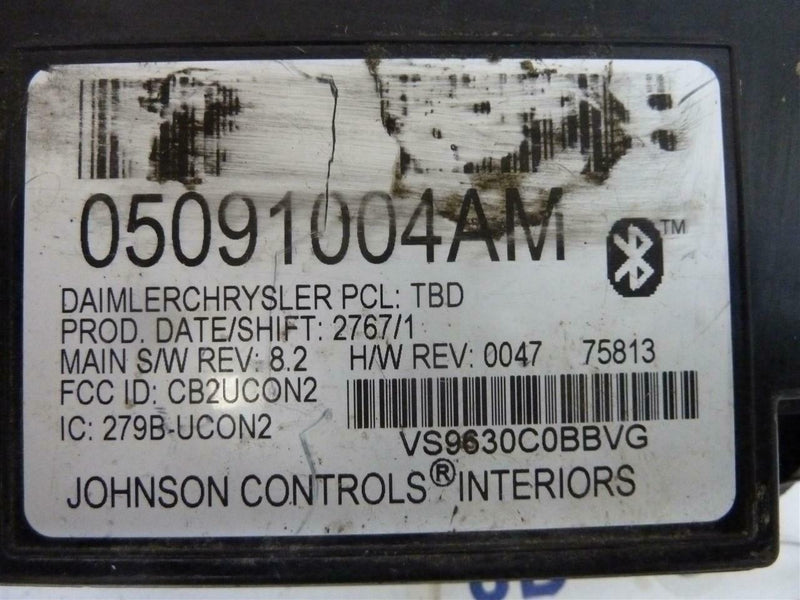 05091004AM
TM
DAIMLERCHRYSLER PCL: TBD
PROD. DATE/SHIFT: 2767/1
MAIN S/W REV: 8.2 H/W REV: 0047 75813
FCC ID: CB2UCON2
IC: 279B-UCON2
VS9630C0BBVG
JOHNSON CONTROLS® INTERIORS